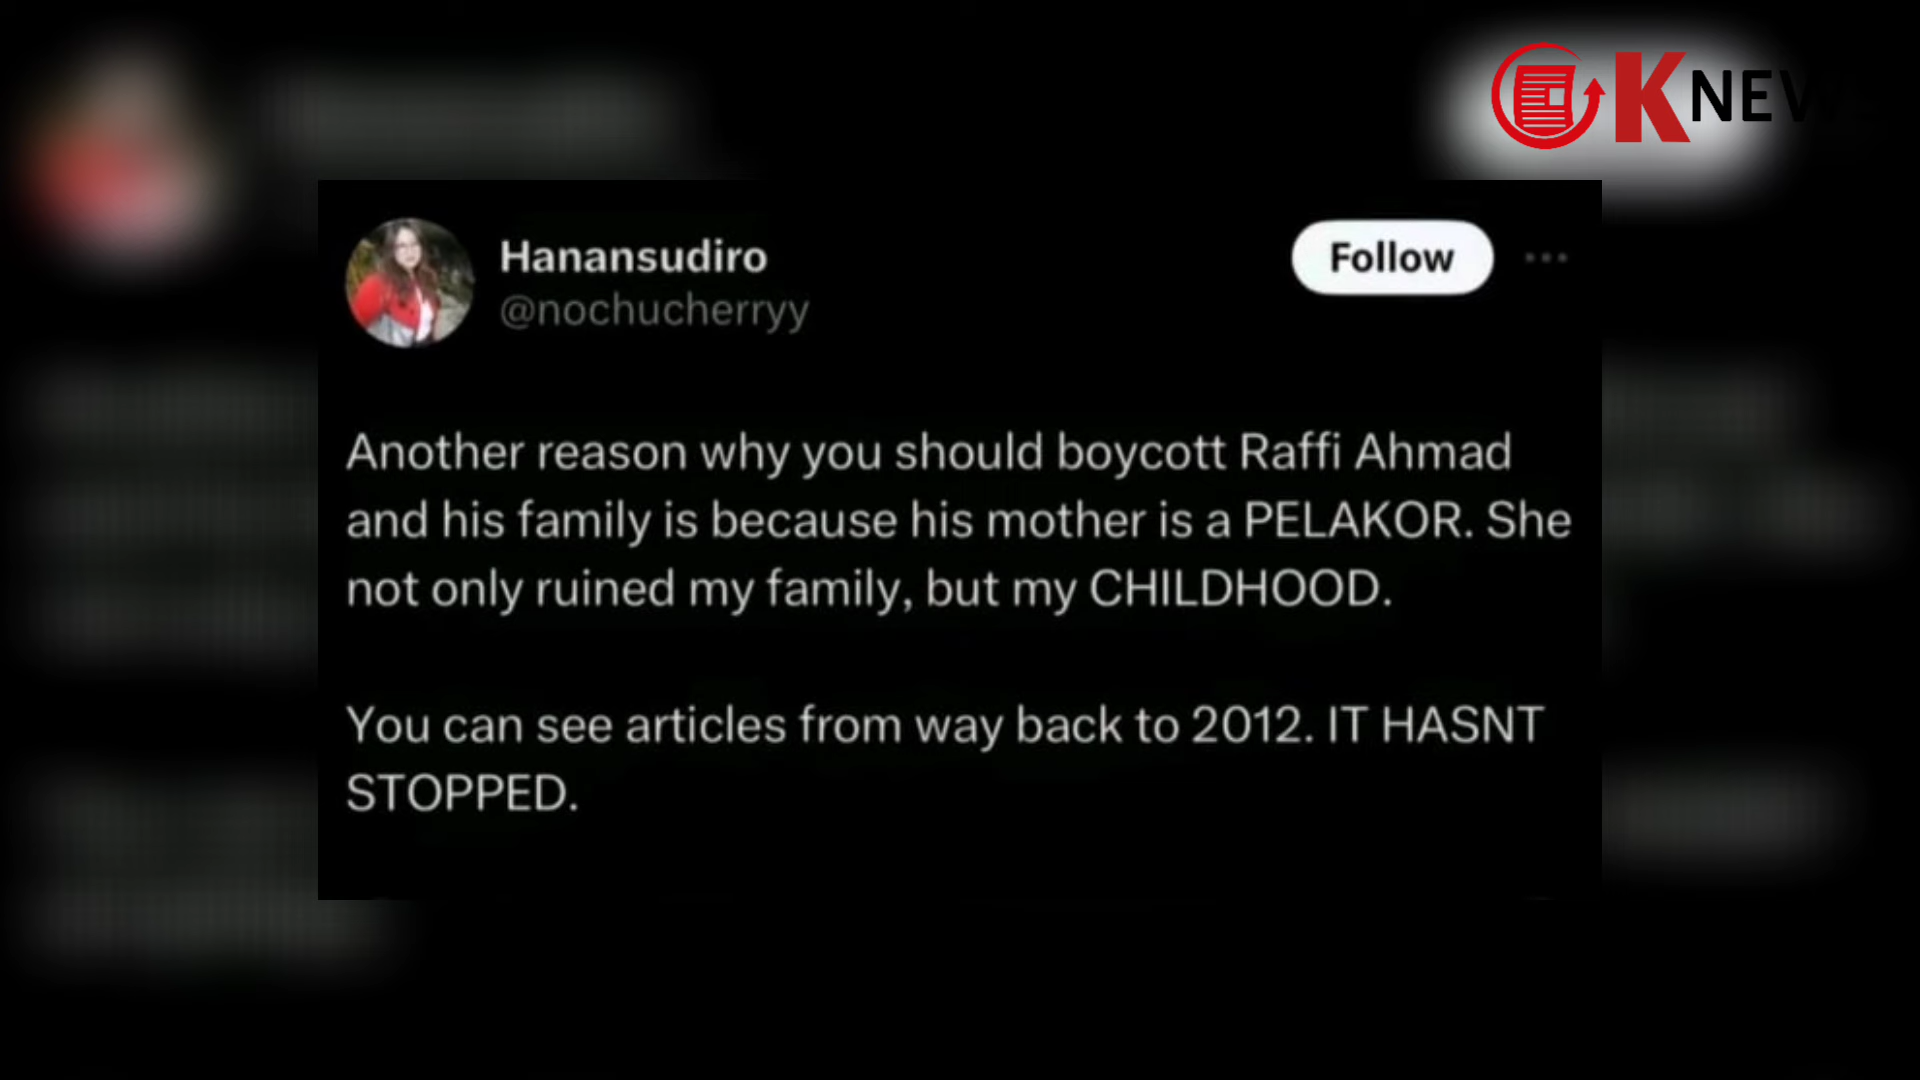 KNEW
Hanansudiro
Follow
@nochucherryy
Another reason why you should boycott Raffi Ahmad
and his family is because his mother is a PELAKOR. She
not only ruined my family, but my CHILDHOOD.
You can see articles from way back to 2012. IT HASNT
STOPPED.